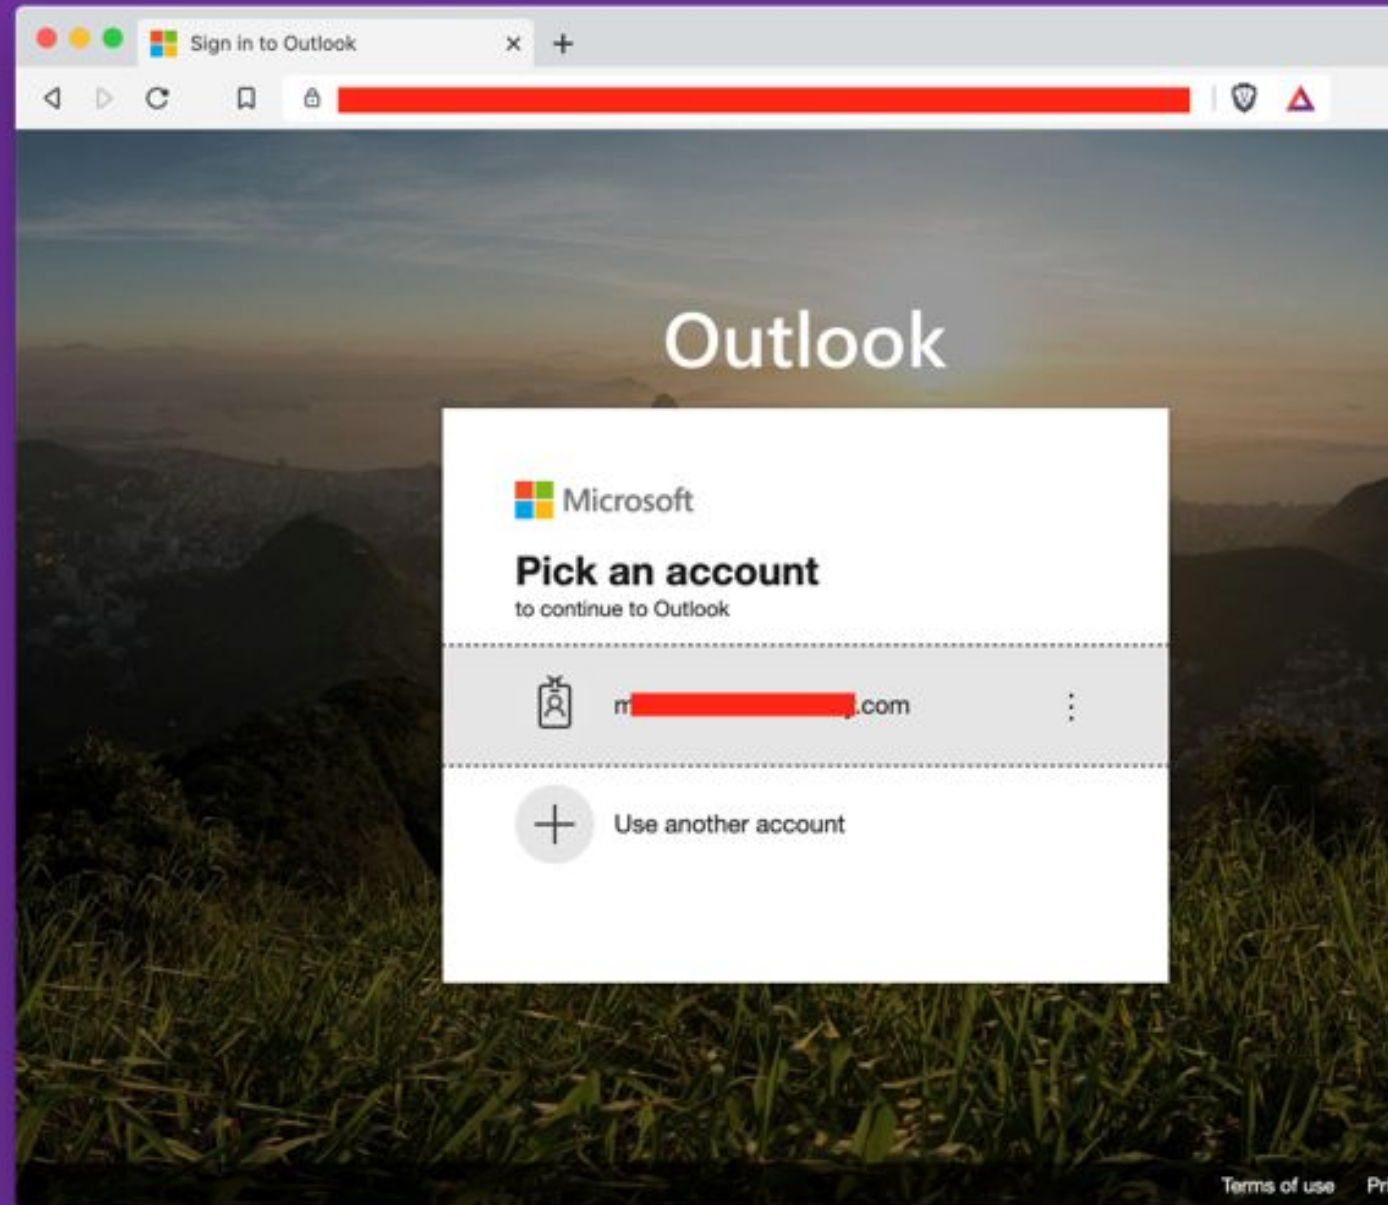 Sign in to Outlook
Outlook
Microsoft
Pick an account
to continue to Outlook
m .com
Use another account
Terms of use